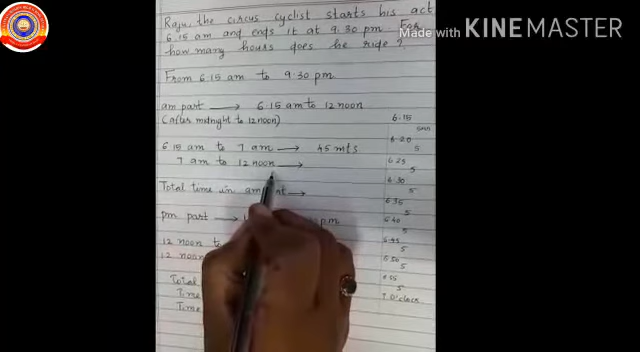 Made with KINEMASTER
Raju, the circus cyclist starts his act
6.15 am and ends it at 9.30 pm For
how many hours does he ride ?
From 6.15 am to 9.30 pm
am part → 6.15 am to 12 noon
(after midnight to 12 noon)
6.15 am to 7 am → 45 mts
7 am to 12 noon →
Total time in am
pm part → pm
12 noon to
12 noon
Total
Time
Time
6.15
5
6.20
5
6.25
5
6.30
5
6.35
5
6.40
5
6.45
5
6.50
5
6.55
5
7 O'clock